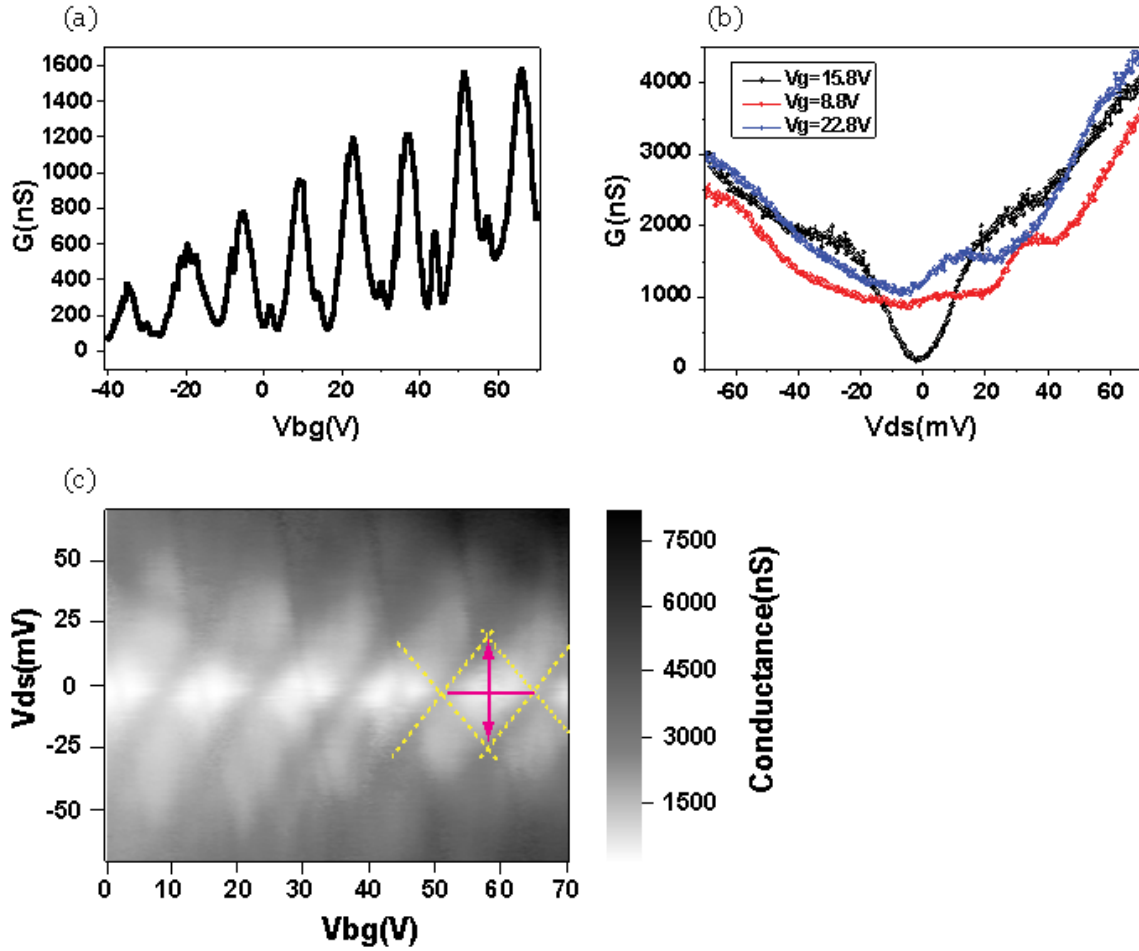 (a)
G(nS)
1600
1400
1200
1000
800
600
400
200
0
-40 -20 0 20 40 60
Vbg(V)
(b)
Vg=15.8V
Vg=8.8V
Vg=22.8V
G(nS)
4000
3000
2000
1000
0
-60 -40 -20 0 20 40 60
Vds(mV)
(c)
Vds(mV)
50
25
0
-25
-50
0 10 20 30 40 50 60 70
Vbg(V)
7500
6000
4500
3000
1500
Conductance(nS)